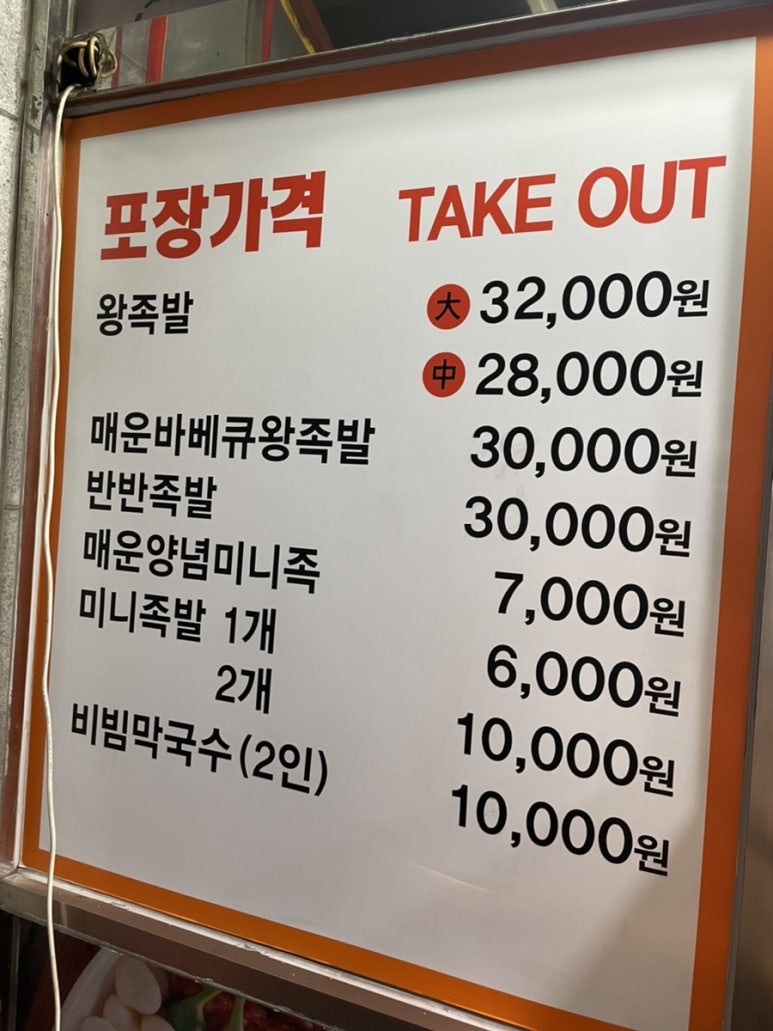 포장가격 TAKE OUT
왕족발 大 32,000원
中 28,000원
매운바베큐왕족발 30,000원
반반족발 30,000원
매운양념미니족 7,000원
미니족발 1개 6,000원
2개 10,000원
비빔막국수(2인) 10,000원